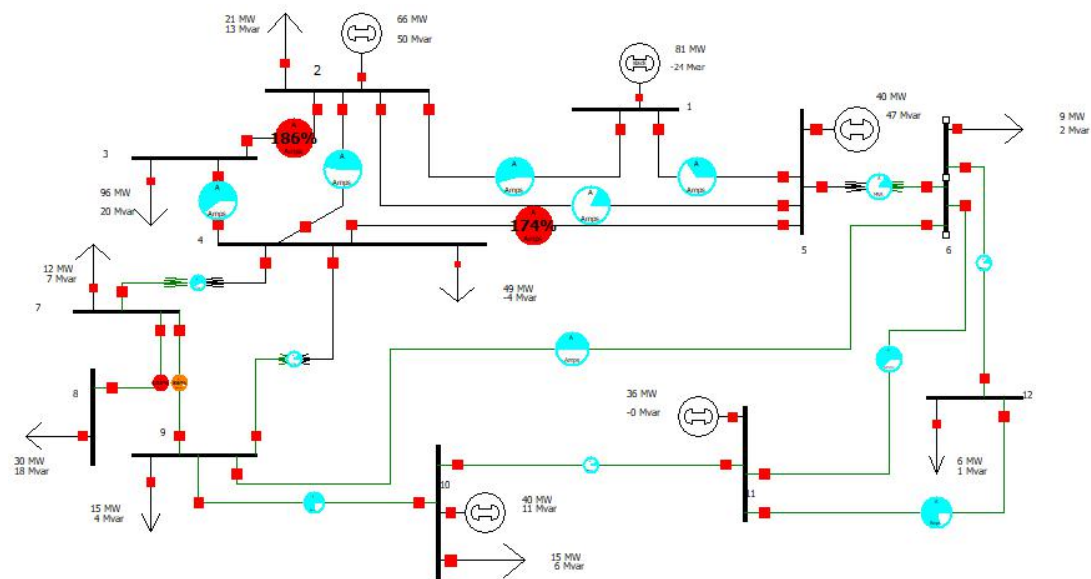 21 MW
13 Mvar
66 MW
50 Mvar
2
81 MW
-24 Mvar
1
40 MW
47 Mvar
9 MW
2 Mvar
A
186%
Amps
3
A
Amps
A
Amps
A
Amps
A
Amps
96 MW
20 Mvar
A
Amps
A
Amps
4
A
174%
Amps
5
6
12 MW
7 Mvar
7
49 MW
-4 Mvar
Amps
8
36 MW
-0 Mvar
12
9
30 MW
18 Mvar
10
11
6 MW
1 Mvar
15 MW
4 Mvar
40 MW
11 Mvar
15 MW
6 Mvar